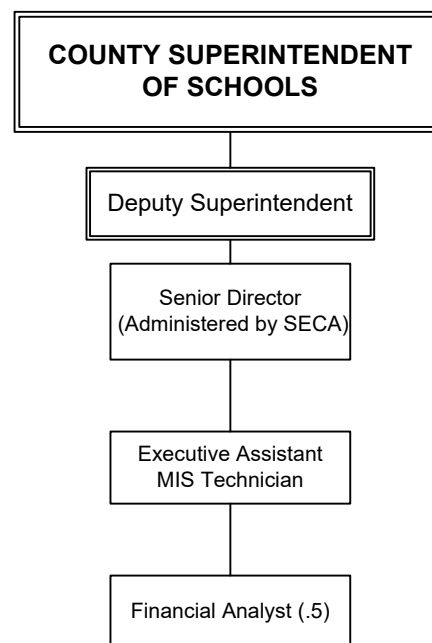 COUNTY SUPERINTENDENT
OF SCHOOLS
Deputy Superintendent
Senior Director
(Administered by SECA)
Executive Assistant
MIS Technician
Financial Analyst (.5)